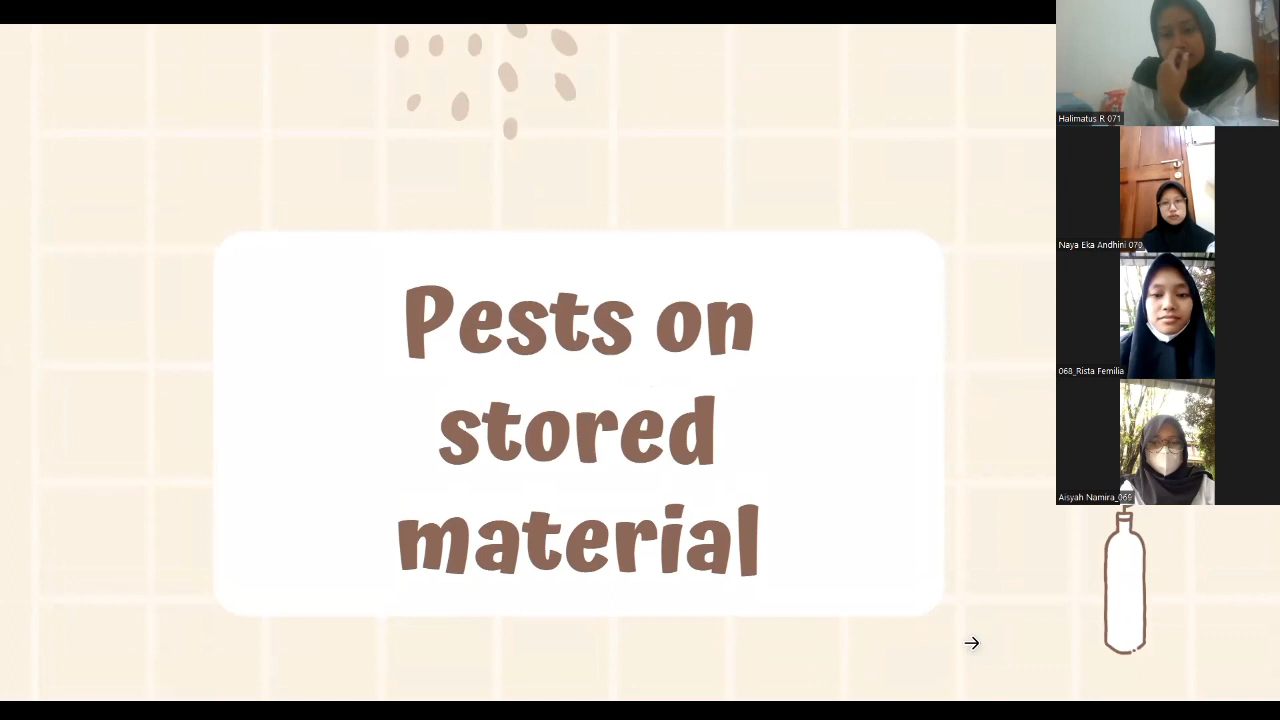 Pests on
stored
material
Halimatus R 071
Naya Eka Andhini 070
068_Rista Femilia
Aisyah Namira_069